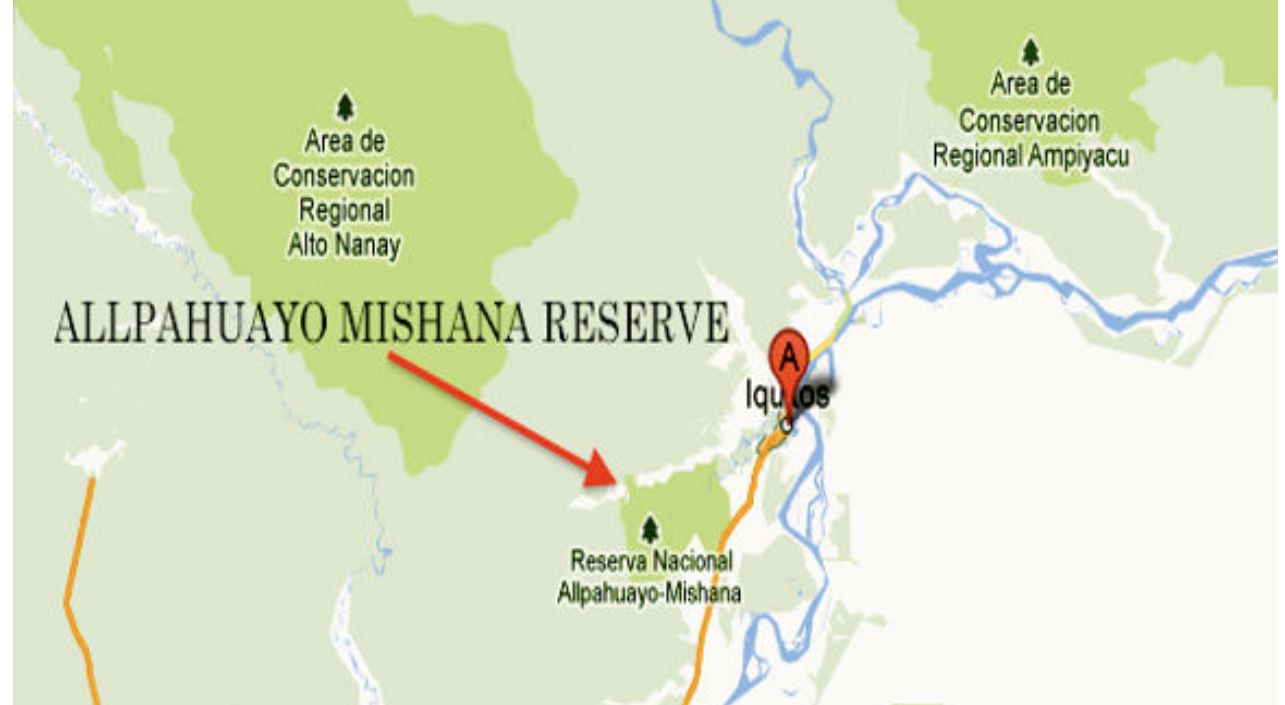 Area de
Conservacion
Regional
Alto Nanay
Area de
Conservacion
Regional Ampiyacu
ALLPAHUAYO MISHANA RESERVE
A
Iquitos
Reserva Nacional
Allpahuayo-Mishana